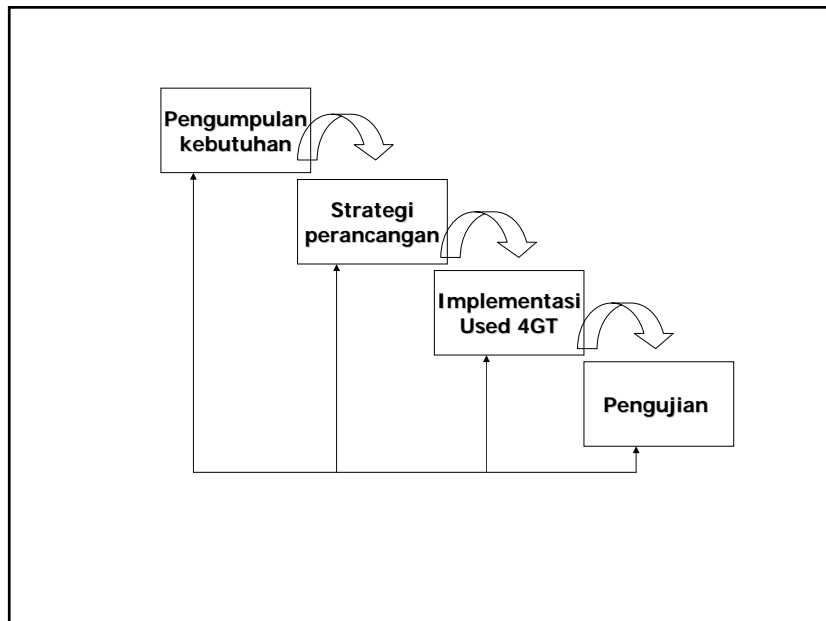 Pengumpulan
kebutuhan
Strategi
perancangan
Implementasi
Used 4GT
Pengujian